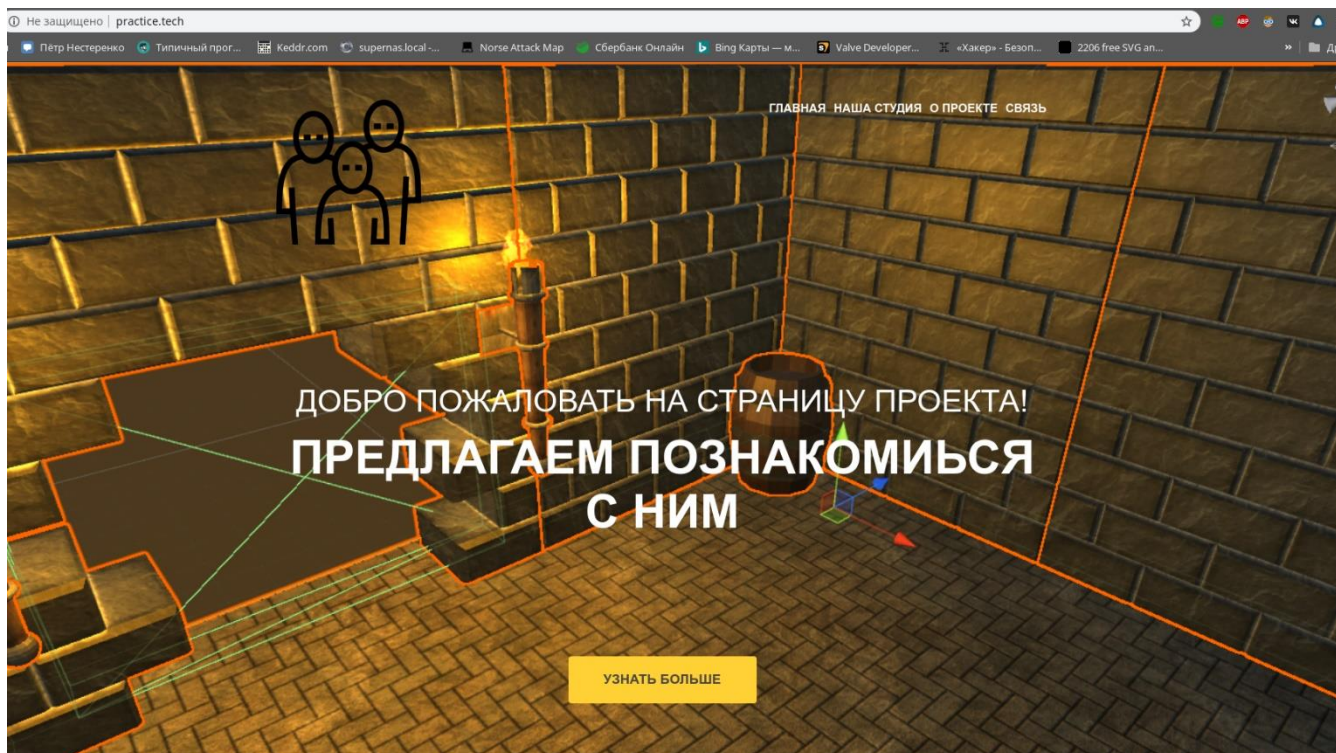 Не защищено | practice.tech
ABP
Пётр Нестеренко Типичный прог... Keddr.com supernas.local -... Norse Attack Map Сбербанк Онлайн Bing Карты — м... Valve Developer... «Хакер» - Безоп... 2206 free SVG an... »
ГЛАВНАЯ НАША СТУДИЯ О ПРОЕКТЕ СВЯЗЬ
ДОБРО ПОЖАЛОВАТЬ НА СТРАНИЦУ ПРОЕКТА!
ПРЕДЛАГАЕМ ПОЗНАКОМИЬСЯ
С НИМ
УЗНАТЬ БОЛЬШЕ